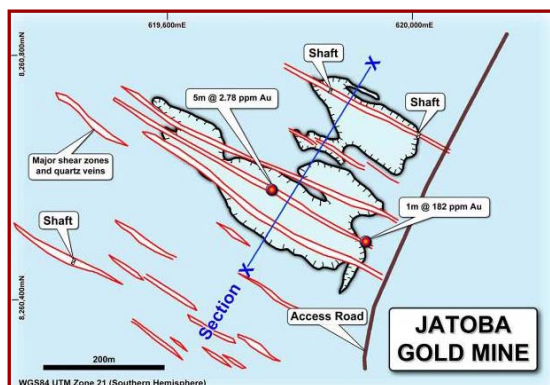 619,600mE
620,000mE
8,260,800mN
Shaft
5m @ 2.78 ppm Au
Shaft
Major shear zones
and quartz veins
1m @ 182 ppm Au
Shaft
X
X
Section
8,260,400mN
Access Road
JATOBA
GOLD MINE
200m
WGS84 UTM Zone 21 (Southern Hemisphere)